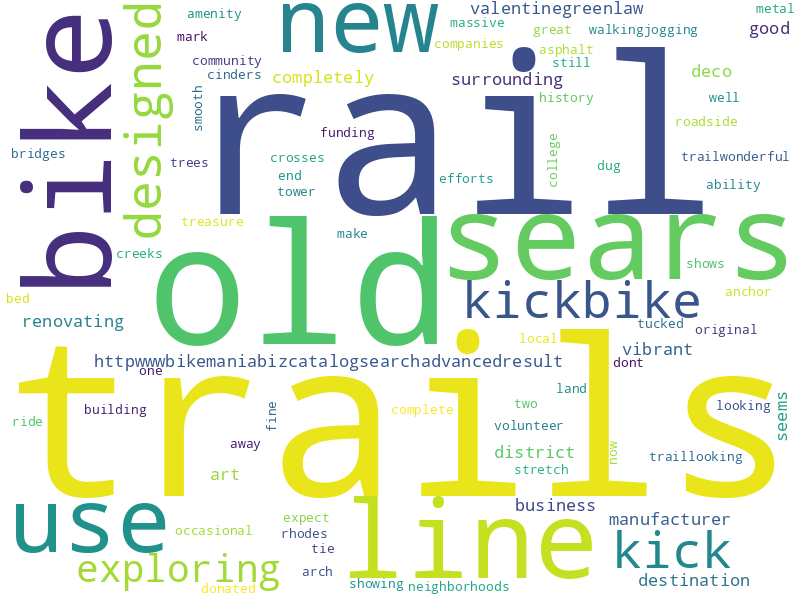 amenity
new
valentinegreenlaw
metal
massive
mark
bike
designed
great
walkingjogging
good
companies
asphalt
community
cinders
completely
surrounding
still
deco
rail
smooth
history
well
funding
roadside
bridges
trees
crosses
college
trailwonderful
end
tower
efforts
dug
ability
treasure
old
sears
make
creeks
shows
bed
kickbike
anchor
renovating
tucked
original
local
vibrant
httpwwwbikemaniabizcatalogsearchadvancedresult
one
dont
trails
land
building
complete
two
looking
ride
fine
volunteer
seems
away
district
now
traillooking
art
stretch
use
line
business
expect
manufacturer
occasional
rhodes
kick
tie
exploring
arch
showing
neighborhoods
destination
donated